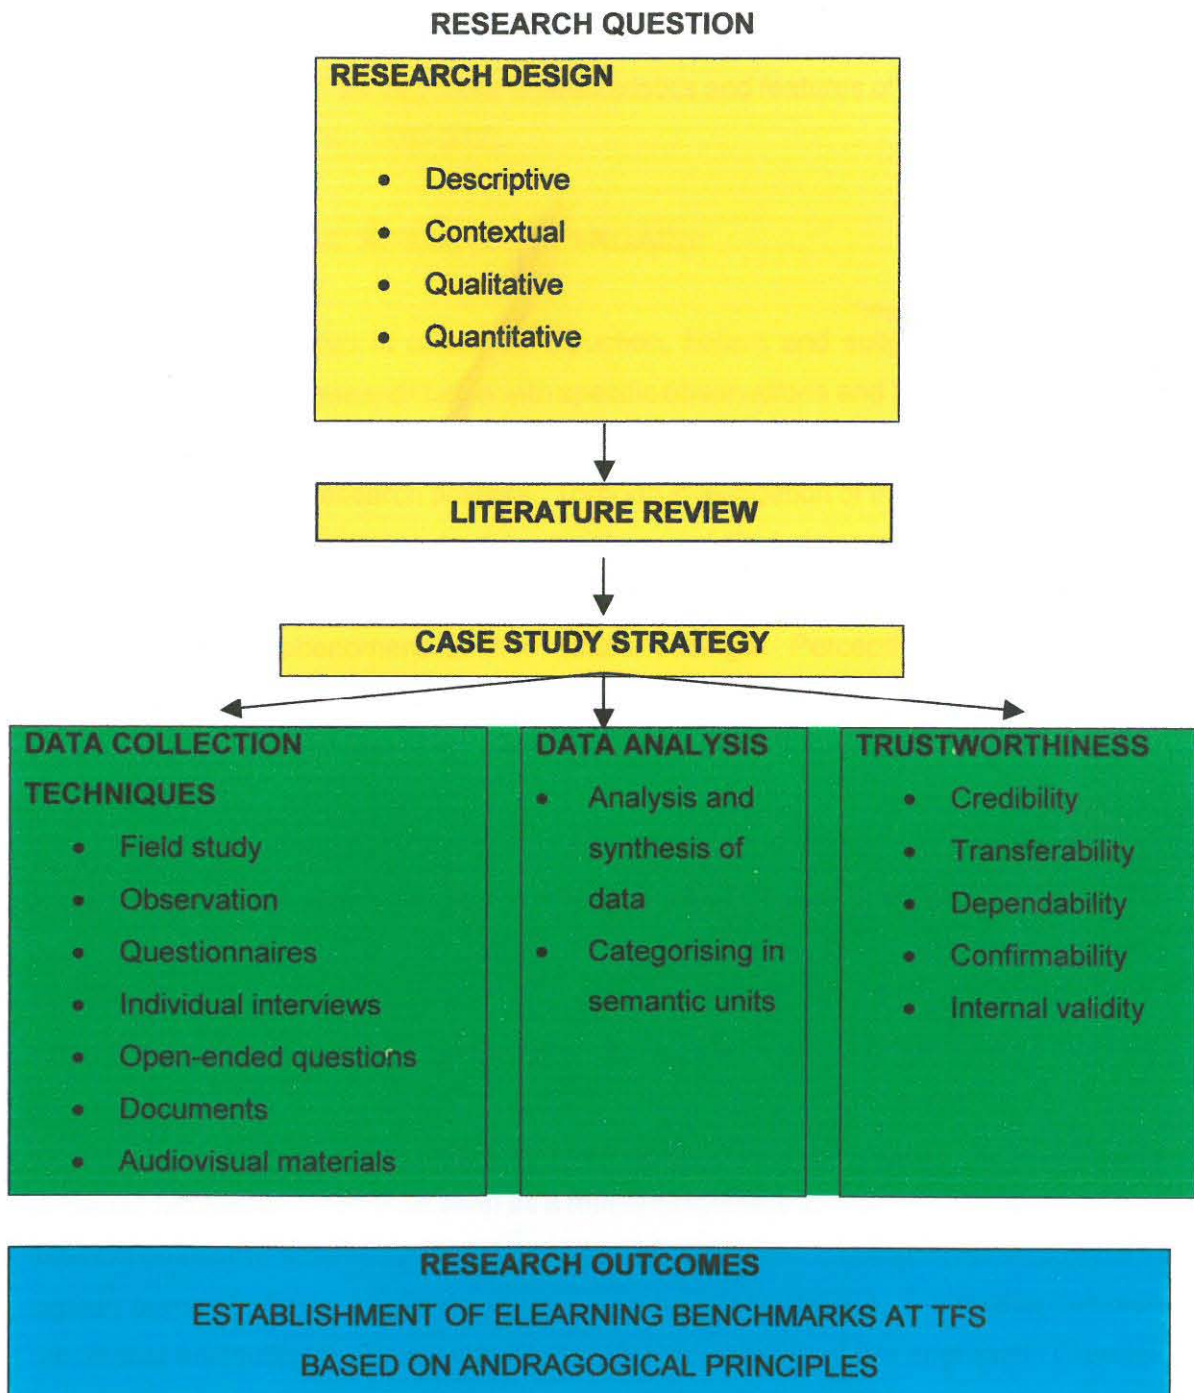 RESEARCH QUESTION
RESEARCH DESIGN
• Descriptive
• Contextual
• Qualitative
• Quantitative
LITERATURE REVIEW
CASE STUDY STRATEGY
DATA COLLECTION
TECHNIQUES
• Field study
• Observation
• Questionnaires
• Individual interviews
• Open-ended questions
• Documents
• Audiovisual materials
DATA ANALYSIS
• Analysis and
synthesis of
data
• Categorising in
semantic units
TRUSTWORTHINESS
• Credibility
• Transferability
• Dependability
• Confirmability
• Internal validity
RESEARCH OUTCOMES
ESTABLISHMENT OF ELEARNING BENCHMARKS AT TFS
BASED ON ANDRAGOGICAL PRINCIPLES